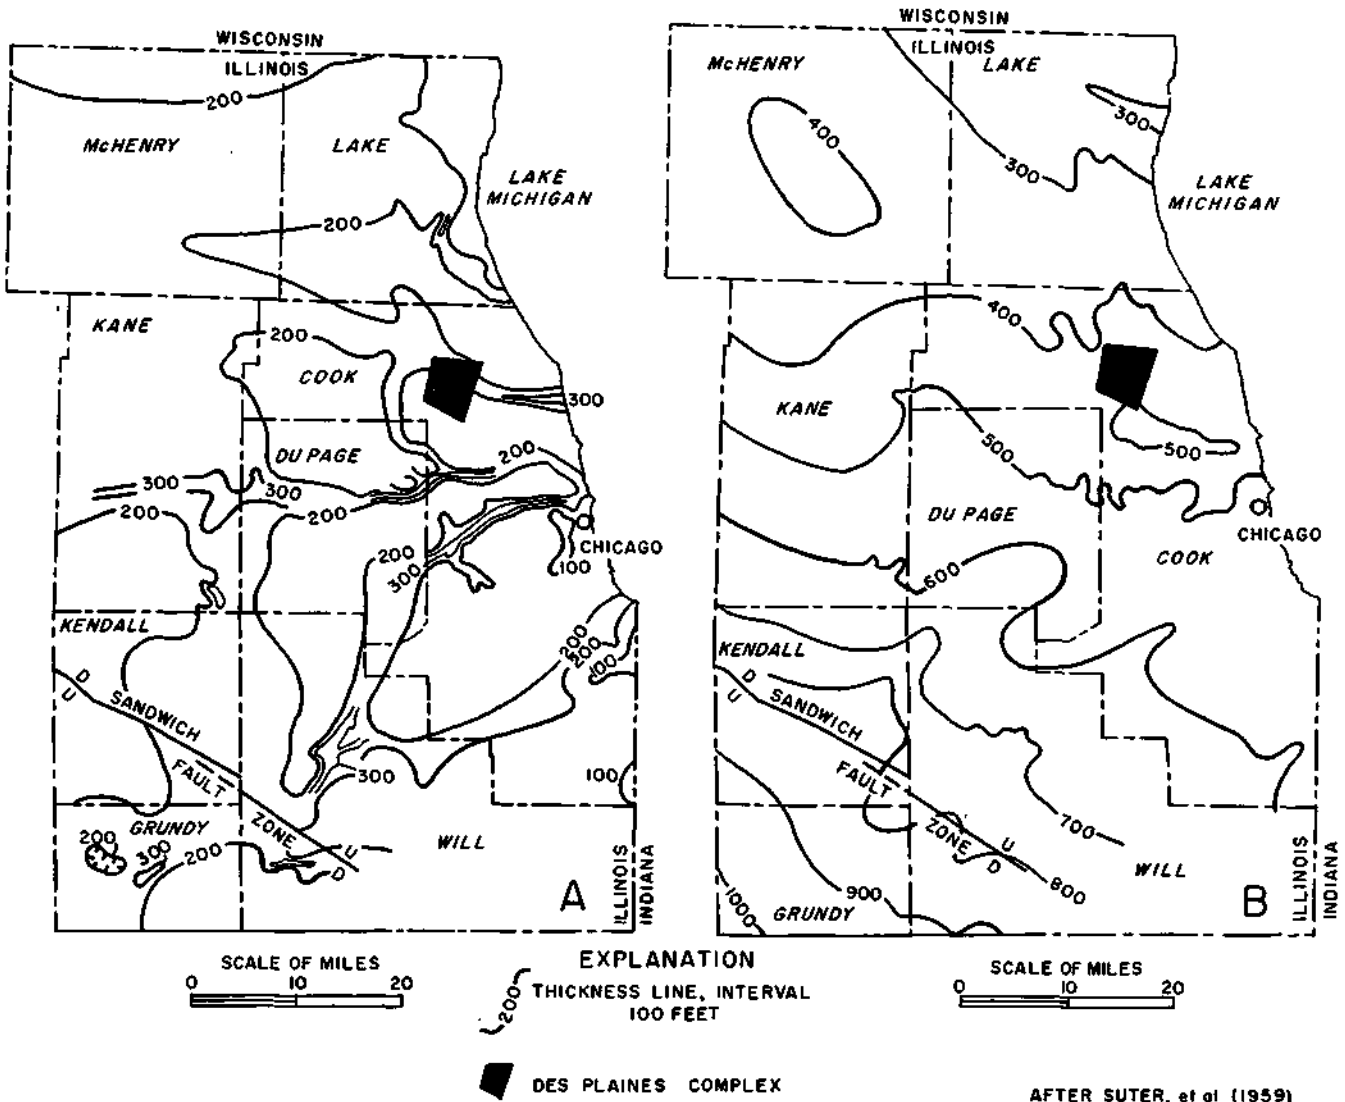 WISCONSIN
ILLINOIS
200
McHENRY
LAKE
LAKE
MICHIGAN
200
KANE
200
COOK
300
DU PAGE
200
300
300
200
200
CHICAGO
200
300
100
KENDALL
200
200
100
D
U
SANDWICH
FAULT
ZONE
300
100
GRUNDY
200
300
200
U
D
WILL
A
ILLINOIS
INDIANA
WISCONSIN
ILLINOIS
McHENRY
LAKE
400
300
300
LAKE
MICHIGAN
400
KANE
500
500
DU PAGE
CHICAGO
COOK
600
KENDALL
D
U
SANDWICH
FAULT
ZONE
U
D
700
WILL
800
900
1000
GRUNDY
B
ILLINOIS
INDIANA
SCALE OF MILES
0 10 20
EXPLANATION
200
THICKNESS LINE, INTERVAL
100 FEET
DES PLAINES COMPLEX
SCALE OF MILES
0 10 20
AFTER SUTER, et al (1959)